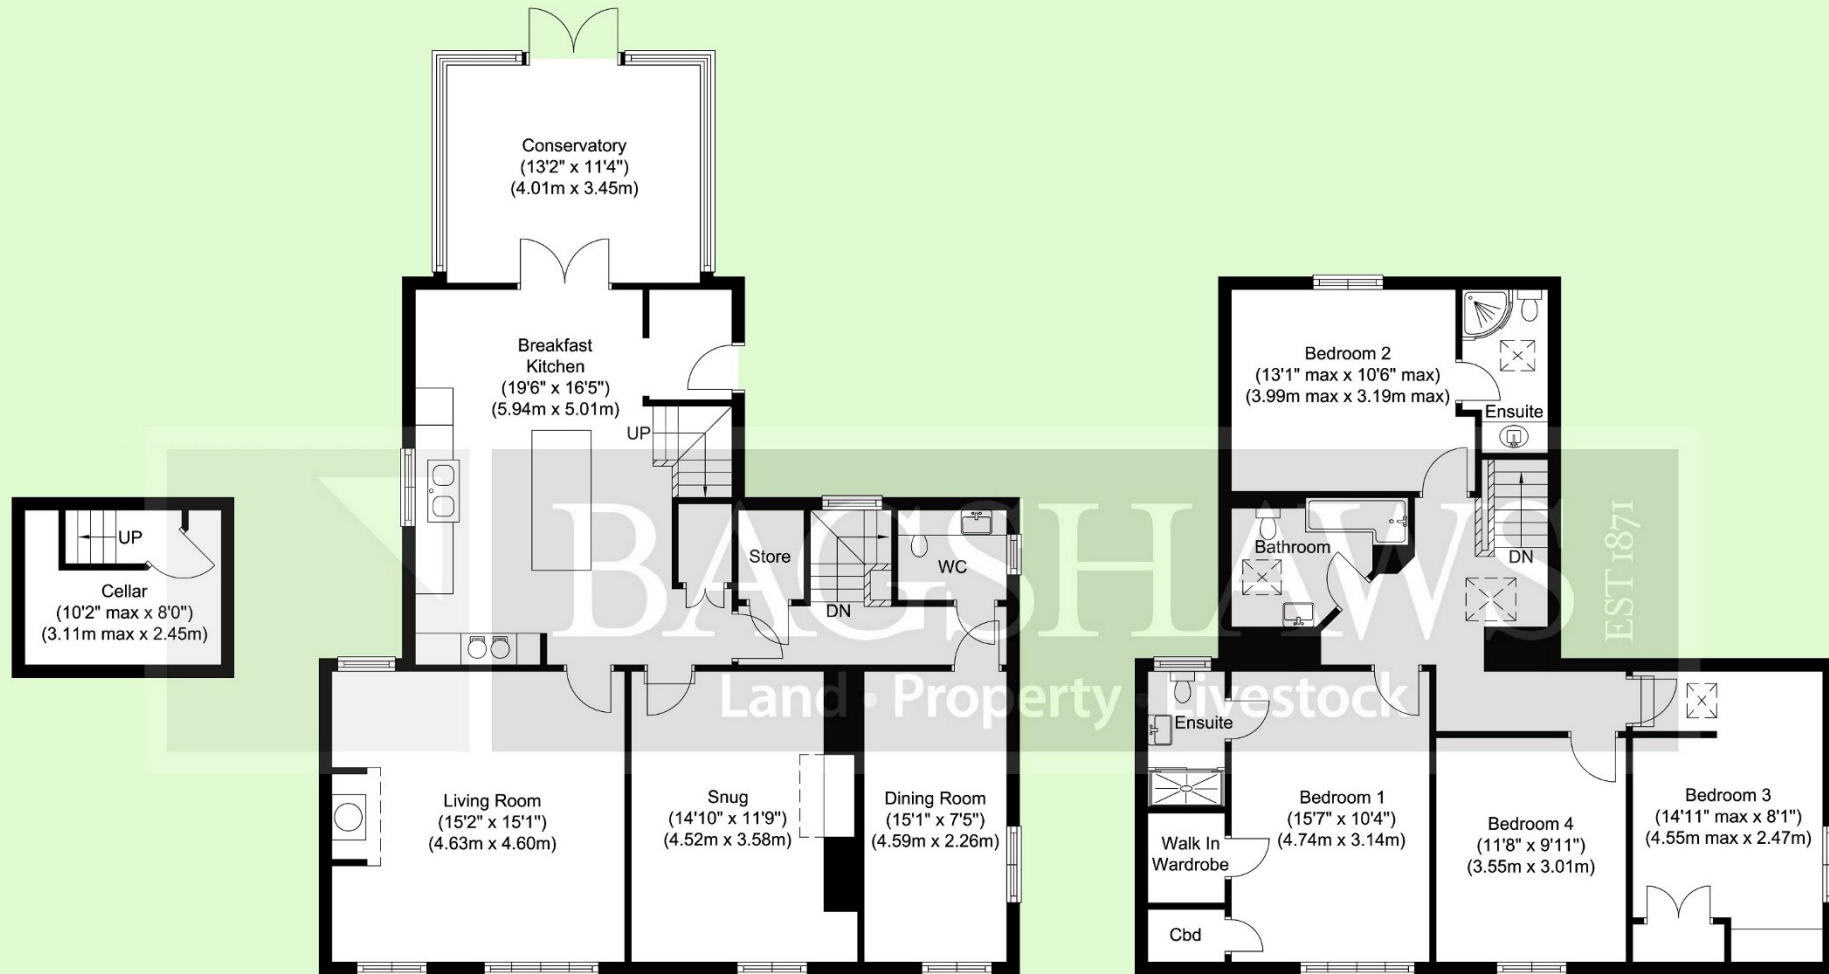 Conservatory
(13'2" x 11'4")
(4.01m x 3.45m)
Breakfast
Kitchen
(19'6" x 16'5")
(5.94m x 5.01m)
UP
Store
WC
DN
Living Room
(15'2" x 15'1")
(4.63m x 4.60m)
Snug
(14'10" x 11'9")
(4.52m x 3.58m)
Dining Room
(15'1" x 7'5")
(4.59m x 2.26m)
UP
Cellar
(10'2" max x 8'0")
(3.11m max x 2.45m)
Bedroom 2
(13'1" max x 10'6" max)
(3.99m max x 3.19m max)
Ensuite
Bathroom
DN
Ensuite
Bedroom 1
(15'7" x 10'4")
(4.74m x 3.14m)
Walk In
Wardrobe
Cbd
Bedroom 4
(11'8" x 9'11")
(3.55m x 3.01m)
Bedroom 3
(14'11" max x 8'1")
(4.55m max x 2.47m)
BAGSHAWS
EST 1871
Land • Property • Livestock